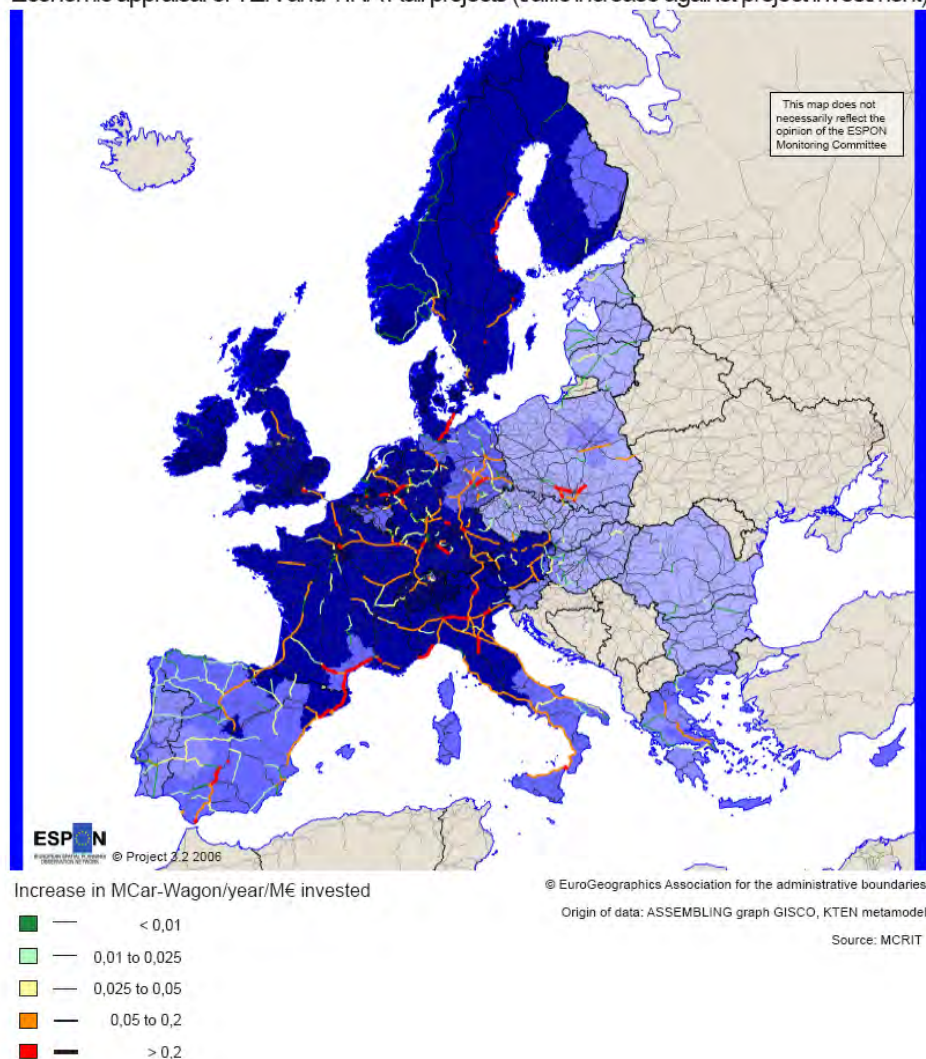 This map does not
necessarily reflect the
opinion of the ESPON
Monitoring Committee
ESPON
© Project 3.2 2006
Increase in MCar-Wagon/year/M€ invested
< 0,01
0,01 to 0,025
0,025 to 0,05
0,05 to 0,2
> 0,2
© EuroGeographics Association for the administrative boundaries
Origin of data: ASSEMBLING graph GISCO, KTEN metamodel
Source: MCRIT